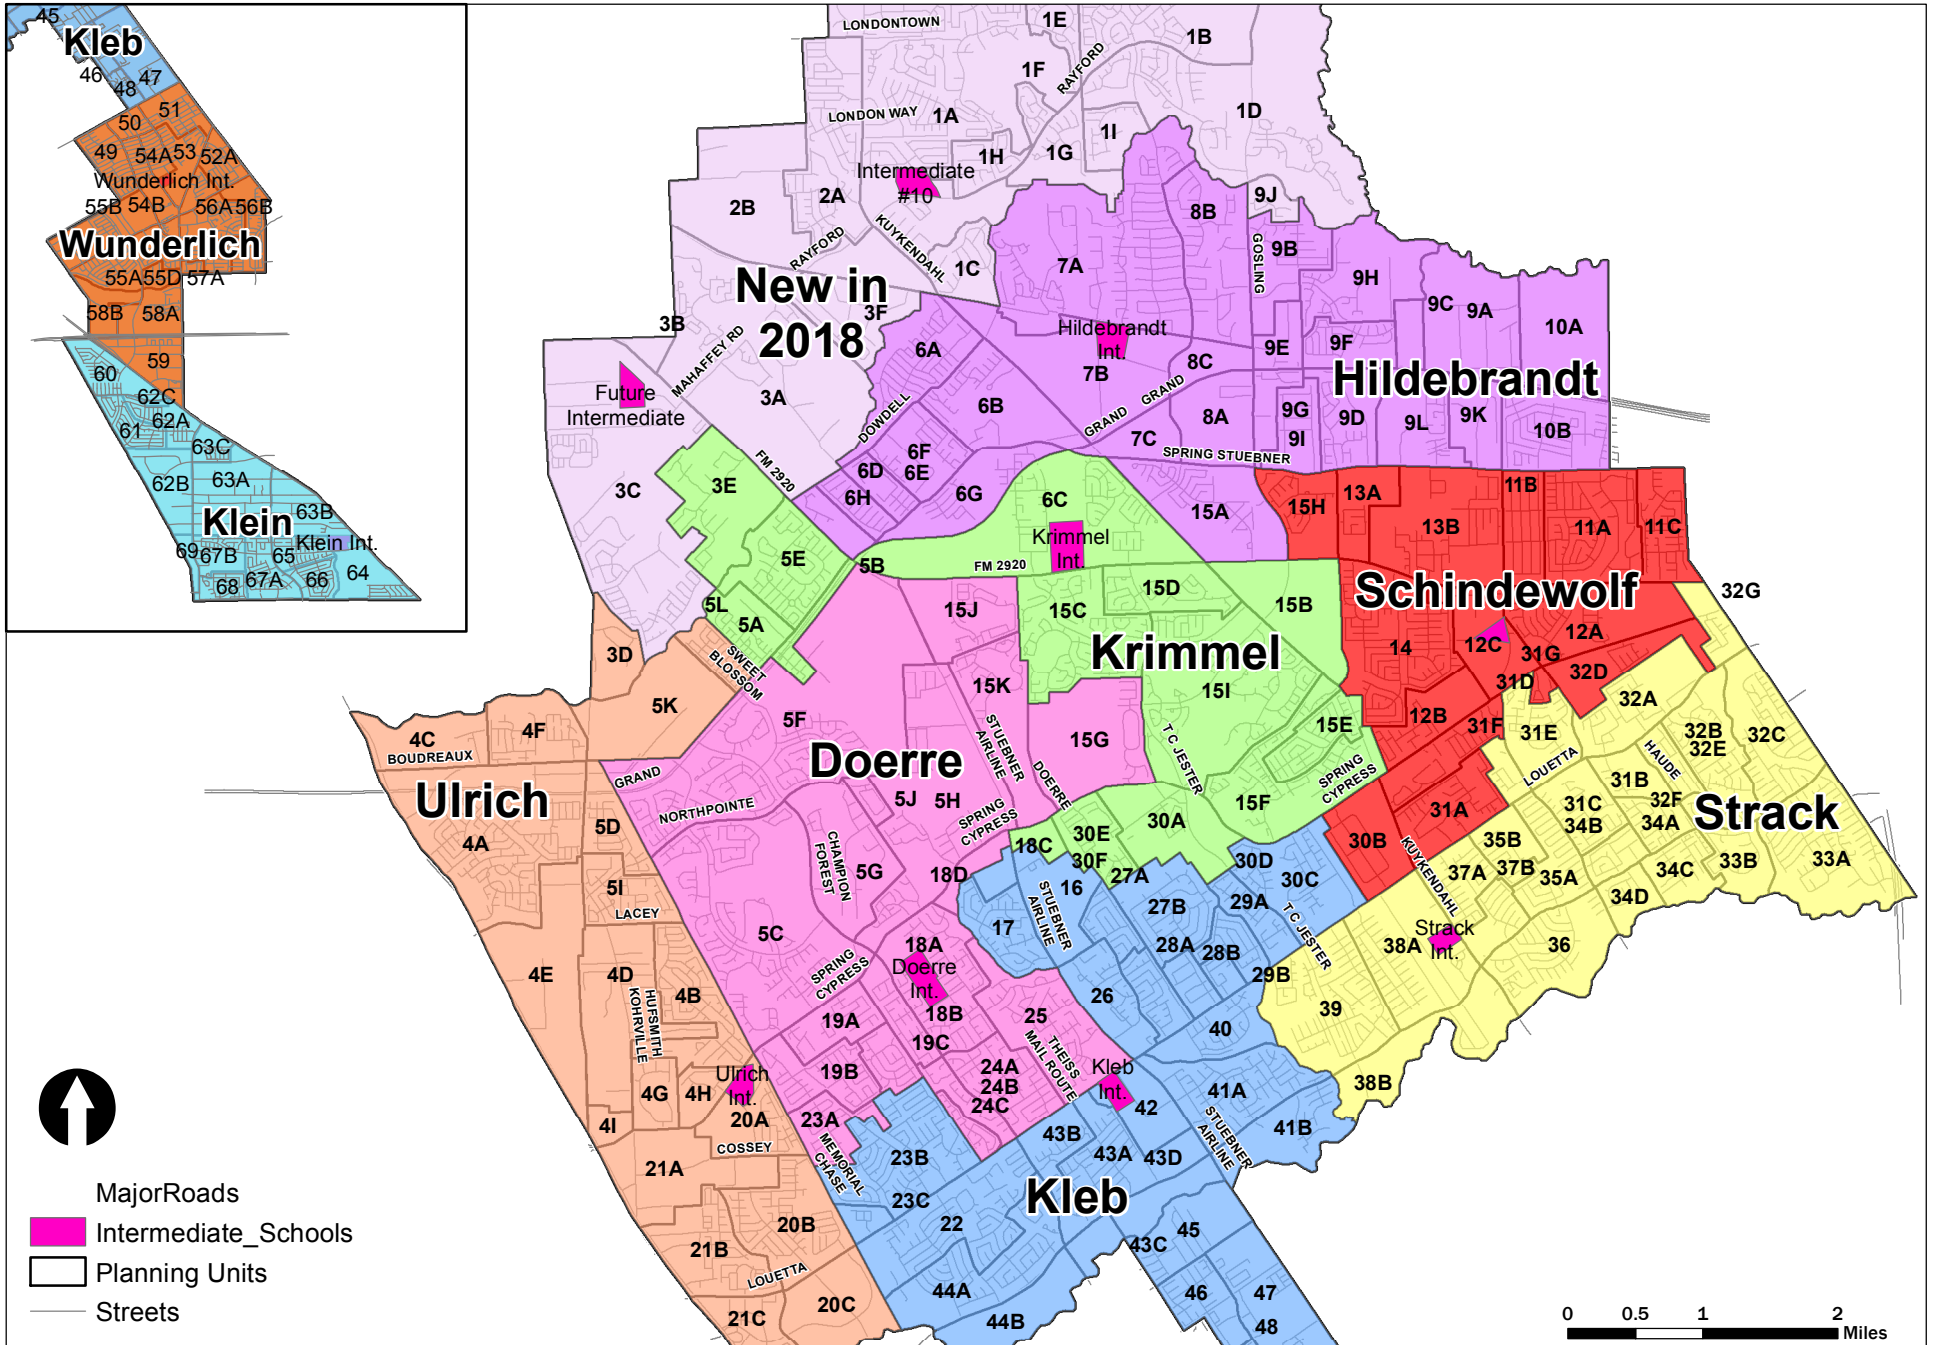 45
Kleb
46
47
48
51
50
49
54A
53
52A
Wunderlich Int.
55B
54B
56A
56B
Wunderlich
55A
55D
57A
58B
58A
59
60
62C
62A
61
63C
62B
63A
63B
Klein
Klein Int.
69
67B
65
68
67A
66
64
LONDONTOWN
1E
1B
1F
RAYFORD
1D
LONDON WAY
1A
1I
1H
1G
Intermediate
#10
2B
2A
9J
8B
KUYKENDAHL
RAYFORD
1C
7A
GOSLING
9B
9H
New in
2018
3F
3B
9C
9A
10A
Hildebrandt
Int.
MAHAFFEY RD
6A
7B
8C
9E
9F
Hildebrandt
Future
Intermediate
3A
DOWDELL
6B
GRAND
GRAND
8A
9G
9I
9D
9L
9K
10B
7C
SPRING STUEBNER
FM 2920
6F
6E
6D
6H
6G
3C
3E
6C
15A
15H
13A
11B
13B
11A
11C
Krimmel
Int.
5E
5B
FM 2920
15D
15B
Schindewolf
32G
5L
5A
15J
15C
Krimmel
14
12C
12A
31G
32D
31D
3D
SWEET
BLOSSOM
5K
15K
15I
32A
5F
15E
12B
31F
31E
32B
32E
32C
4C
4F
BOUDREAUX
STUEBNER
AIRLINE
15G
T C JESTER
LOUETTA
HAUDE
Doerre
GRAND
DOERRE
SPRING
CYPRESS
31B
Ulrich
NORTHPOINTE
5J
5H
SPRING
CYPRESS
15F
31A
31C
34B
32F
34A
Strack
4A
5D
CHAMPION
FOREST
5G
18C
30E
30F
30A
30B
KUYKENDAHL
35B
37A
37B
35A
34C
33B
33A
34D
5I
18D
16
27A
30D
30C
29A
LACEY
5C
17
STUEBNER
AIRLINE
27B
T C JESTER
28A
28B
Strack
Int.
38A
36
4E
4D
4B
18A
Doerre
Int.
SPRING
CYPRESS
29B
HUFSMITH
KOHRVILLE
26
39
18B
25
19A
19C
40
THEISS
MAIL ROUTE
Ulrich
Int.
19B
24A
24B
24C
Kleb
Int.
38B
4G
4H
20A
42
41A
4I
23A
41B
COSSEY
MEMORIAL
CHASE
43B
43A
43D
STUEBNER
AIRLINE
21A
23B
23C
Kleb
22
20B
45
43C
21B
LOUETTA
44A
46
47
20C
21C
44B
48
MajorRoads
Intermediate_Schools
Planning Units
Streets
0
0.5
1
2
Miles